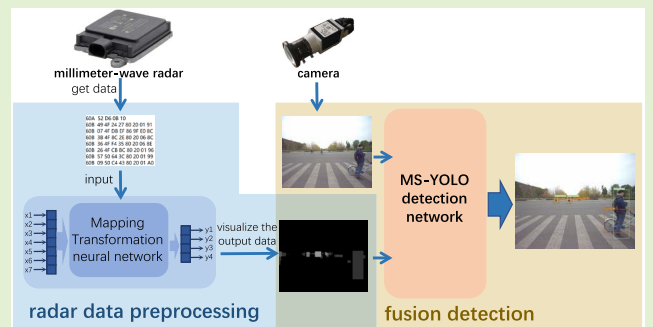 millimeter-wave radar
camera
get data
60A 52 D6 08 10
60B 49 4F 24 27 80 20 01 91
60B 07 4F DB EF 86 9F ED 8C
60B 38 4F 8C 2E 80 20 06 8C
60B 36 4F F4 35 80 20 06 8E
60B 26 4F CB BC 80 20 01 96
60B 57 50 64 3C 80 20 01 99
60B 09 50 C4 43 80 20 01 A0
input
MS-YOLO
detection
network
x1
x2
x3
x4
x5
x6
x7
Mapping
Transformation
neural network
y1
y2
y3
y4
visualize the
output data
radar data preprocessing
fusion detection